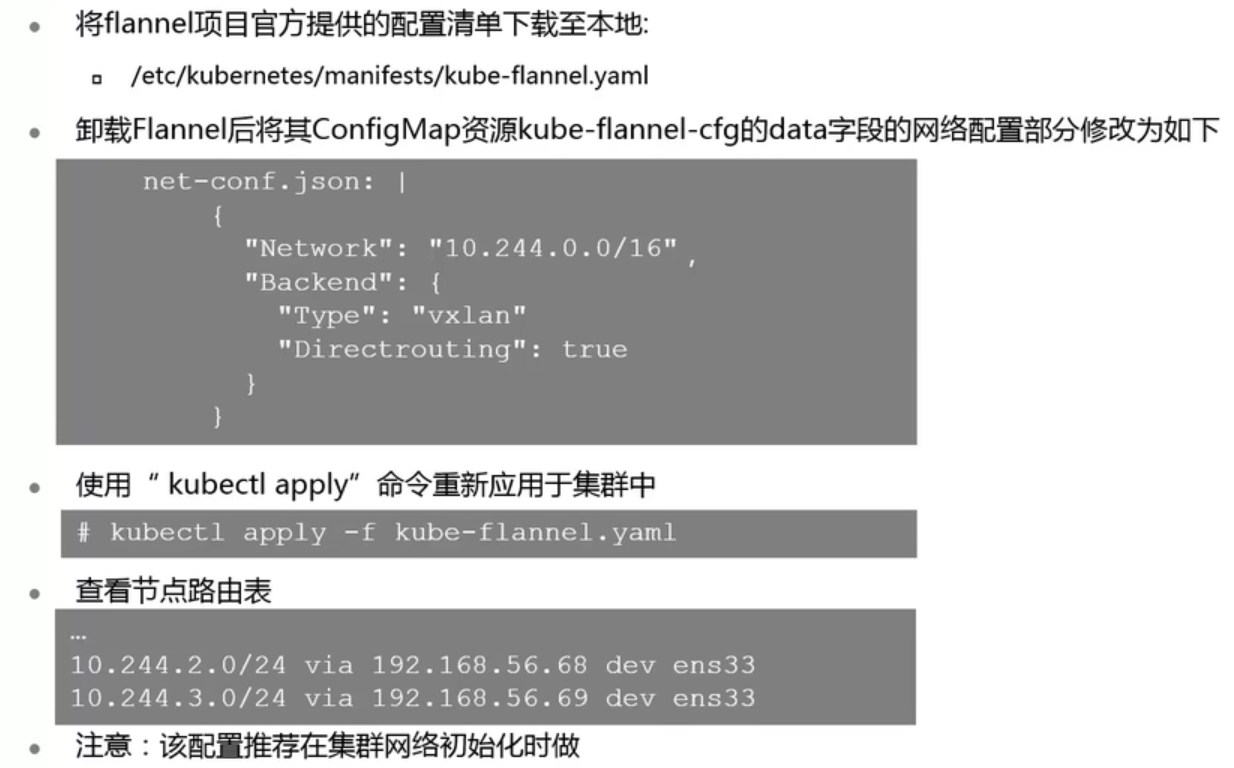 将flannel项目官方提供的配置清单下载至本地:
/etc/kubernetes/manifests/kube-flannel.yaml
卸载Flannel后将其ConfigMap资源kube-flannel-cfg的data字段的网络配置部分修改为如下
net-conf.json: |
{
"Network": "10.244.0.0/16",
"Backend": {
"Type": "vxlan"
"Directrouting": true
}
}
使用 “ kubectl apply” 命令重新应用于集群中
# kubectl apply -f kube-flannel.yaml
查看节点路由表
…
10.244.2.0/24 via 192.168.56.68 dev ens33
10.244.3.0/24 via 192.168.56.69 dev ens33
注意：该配置推荐在集群网络初始化时做